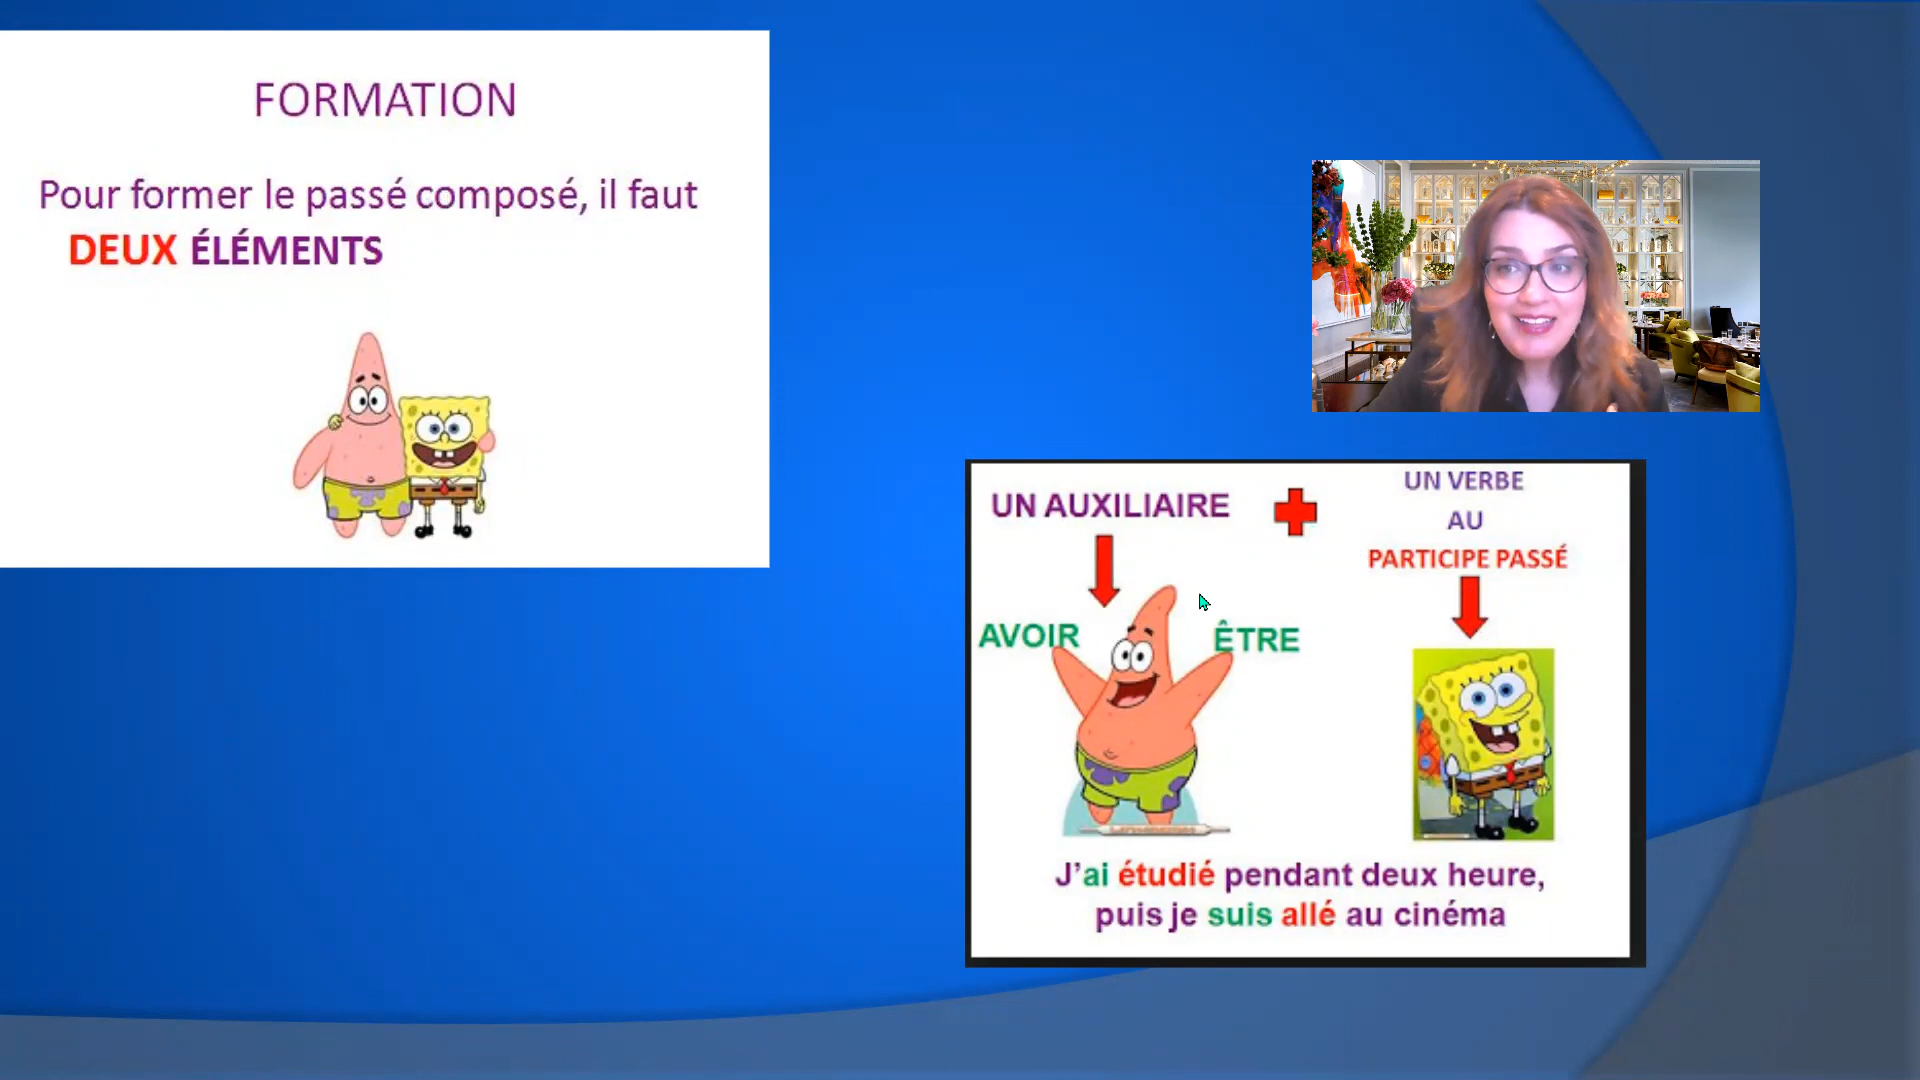 FORMATION
Pour former le passé composé, il faut
DEUX ÉLÉMENTS
UN AUXILIAIRE
UN VERBE
AU
PARTICIPE PASSÉ
AVOIR
ÊTRE
J'ai étudié pendant deux heure,
puis je suis allé au cinéma